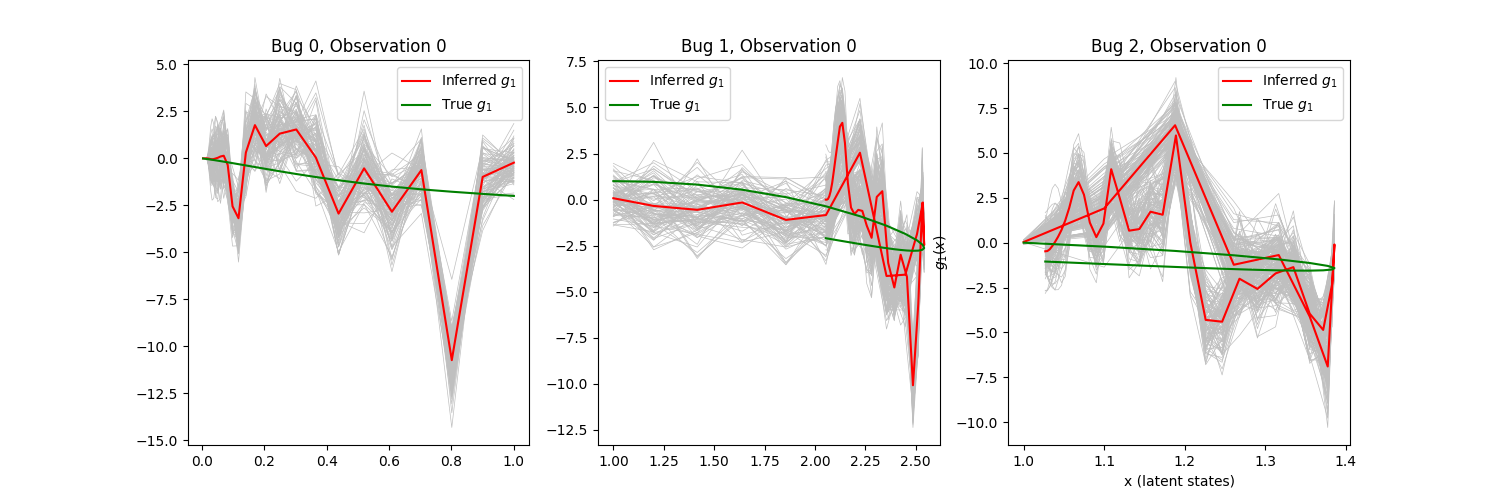 Bug 0, Observation 0
Inferred g₁
True g₁
5.0
2.5
0.0
−2.5
−5.0
−7.5
−10.0
−12.5
−15.0
0.0 0.2 0.4 0.6 0.8 1.0
Bug 1, Observation 0
Inferred g₁
True g₁
7.5
5.0
2.5
0.0
−2.5
−5.0
−7.5
−10.0
−12.5
1.00 1.25 1.50 1.75 2.00 2.25 2.50
Bug 2, Observation 0
Inferred g₁
True g₁
g₁(x)
10.0
7.5
5.0
2.5
0.0
−2.5
−5.0
−7.5
−10.0
1.0 1.1 1.2 1.3 1.4
x (latent states)